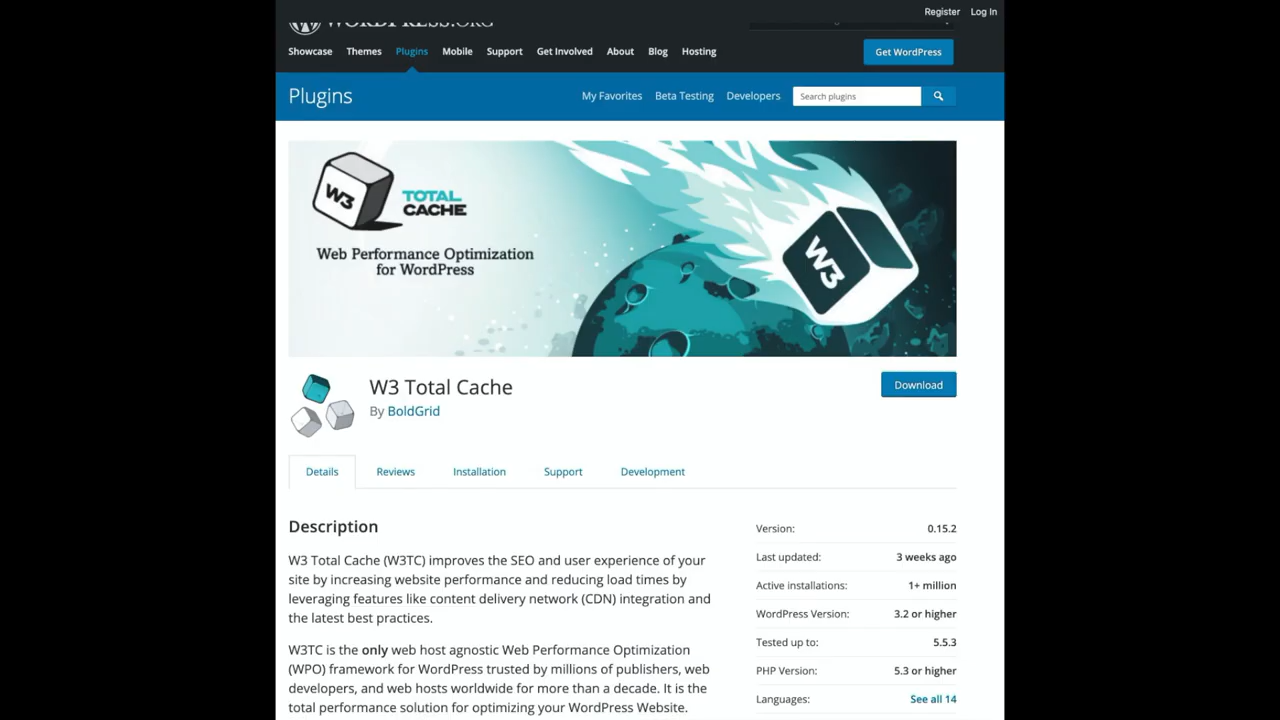 Register Log In
WORDPRESS.ORG
Showcase Themes Plugins Mobile Support Get Involved About Blog Hosting Get WordPress
Plugins My Favorites Beta Testing Developers Search plugins
W3 TOTAL CACHE
Web Performance Optimization
for WordPress
W3
W3 Total Cache
By BoldGrid
Download
Details Reviews Installation Support Development
Description
W3 Total Cache (W3TC) improves the SEO and user experience of your
site by increasing website performance and reducing load times by
leveraging features like content delivery network (CDN) integration and
the latest best practices.
W3TC is the only web host agnostic Web Performance Optimization
(WPO) framework for WordPress trusted by millions of publishers, web
developers, and web hosts worldwide for more than a decade. It is the
total performance solution for optimizing your WordPress Website.
Version: 0.15.2
Last updated: 3 weeks ago
Active installations: 1+ million
WordPress Version: 3.2 or higher
Tested up to: 5.5.3
PHP Version: 5.3 or higher
Languages: See all 14